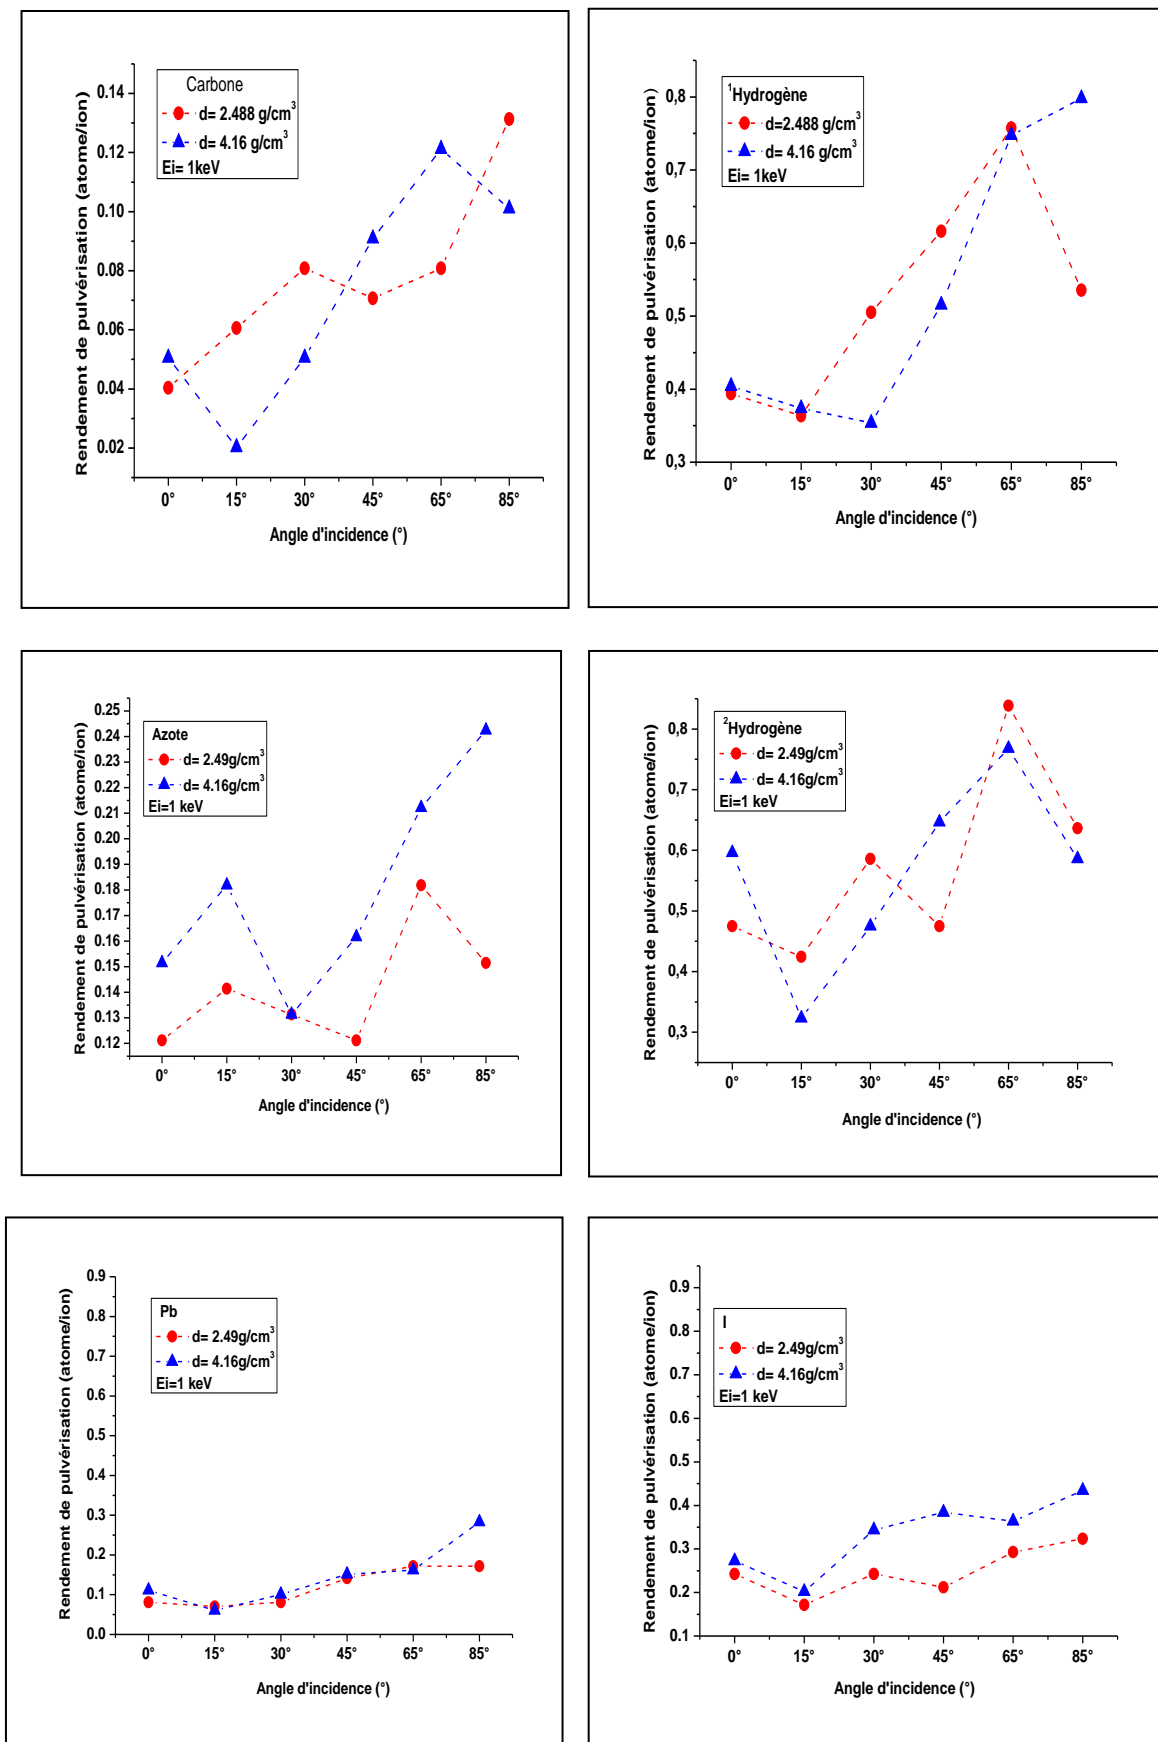 Carbone
d= 2.488 g/cm³
d= 4.16 g/cm³
Ei= 1keV
0.14
0.12
0.10
0.08
0.06
0.04
0.02
Rendement de pulvérisation (atome/ion)
0° 15° 30° 45° 65° 85°
Angle d'incidence (°)
¹Hydrogène
d=2.488 g/cm³
d= 4.16 g/cm³
Ei= 1keV
0,8
0,7
0,6
0,5
0,4
0,3
Rendement de pulvérisation (atome/ion)
0° 15° 30° 45° 65° 85°
Angle d'incidence (°)
Azote
d= 2.49g/cm³
d= 4.16g/cm³
Ei=1 keV
0.25
0.24
0.23
0.22
0.21
0.20
0.19
0.18
0.17
0.16
0.15
0.14
0.13
0.12
Rendement de pulvérisation (atome/ion)
0° 15° 30° 45° 65° 85°
Angle d'incidence (°)
²Hydrogène
d= 2.49g/cm³
d= 4.16g/cm³
Ei=1 keV
0,8
0,7
0,6
0,5
0,4
0,3
Rendement de pulvérisation (atome/ion)
0° 15° 30° 45° 65° 85°
Angle d'incidence (°)
Pb
d= 2.49g/cm³
d= 4.16g/cm³
Ei=1 keV
0.9
0.8
0.7
0.6
0.5
0.4
0.3
0.2
0.1
0.0
Rendement de pulvérisation (atome/ion)
0° 15° 30° 45° 65° 85°
Angle d'incidence (°)
I
d= 2.49g/cm³
d= 4.16g/cm³
Ei=1 keV
0.9
0.8
0.7
0.6
0.5
0.4
0.3
0.2
0.1
Rendement de pulvérisation (atome/ion)
0° 15° 30° 45° 65° 85°
Angle d'incidence (°)